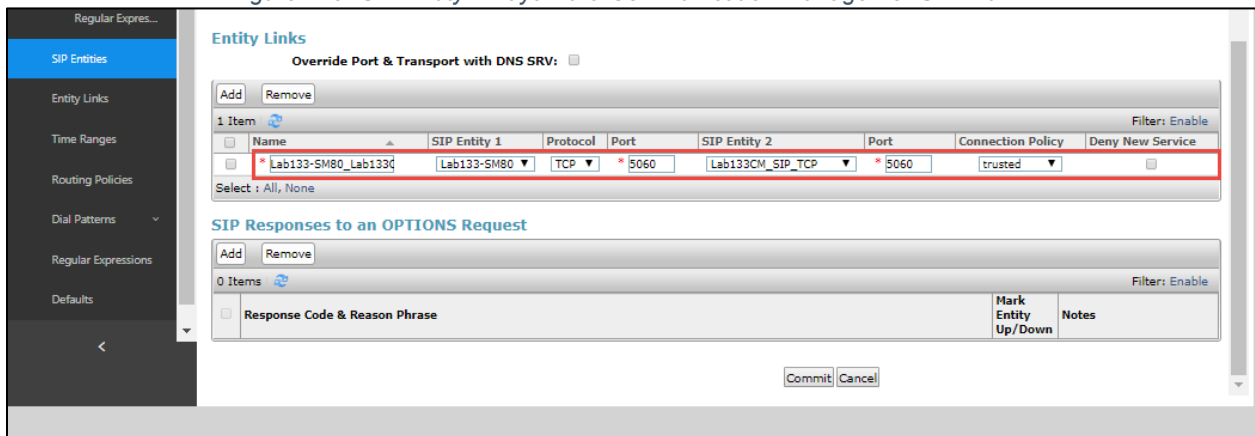 Regular Expres...
SIP Entities
Entity Links
Time Ranges
Routing Policies
Dial Patterns
Regular Expressions
Defaults
Entity Links
Override Port & Transport with DNS SRV:
Add Remove
1 Item Filter: Enable
Name SIP Entity 1 Protocol Port SIP Entity 2 Port Connection Policy Deny New Service
* Lab133-SM80_Lab133C Lab133-SM80 TCP * 5060 Lab133CM_SIP_TCP * 5060 trusted
Select : All, None
SIP Responses to an OPTIONS Request
Add Remove
0 Items Filter: Enable
Response Code & Reason Phrase Mark Entity Up/Down Notes
Commit Cancel